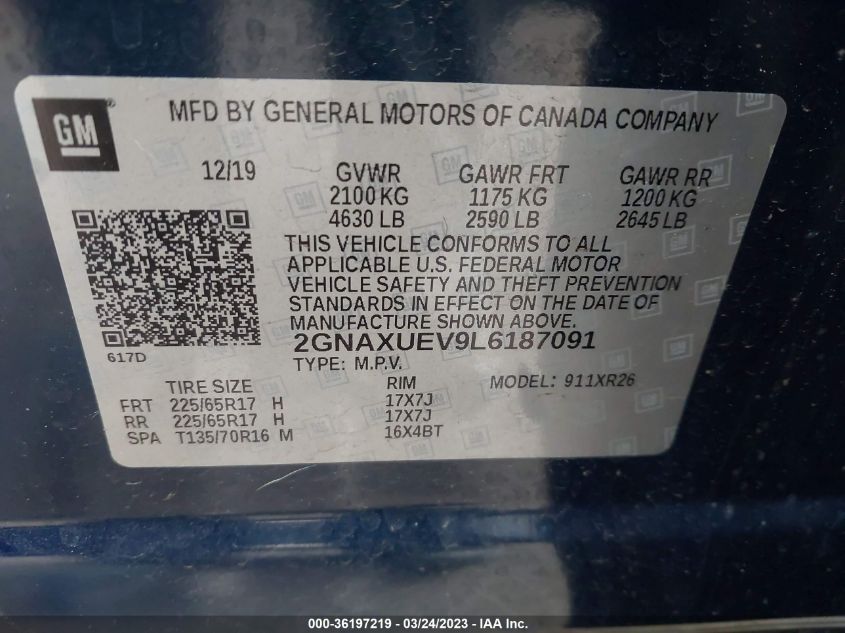 GM®
MFD BY GENERAL MOTORS OF CANADA COMPANY
12/19 GVWR GAWR FRT GAWR RR
2100 KG 1175 KG 1200 KG
4630 LB 2590 LB 2645 LB
THIS VEHICLE CONFORMS TO ALL
APPLICABLE U.S. FEDERAL MOTOR
VEHICLE SAFETY AND THEFT PREVENTION
STANDARDS IN EFFECT ON THE DATE OF
MANUFACTURE SHOWN ABOVE.
617D 2GNAXUEV9L6187091
TYPE: M.P.V.
TIRE SIZE RIM MODEL: 911XR26
FRT 225/65R17 H 17X7J
RR 225/65R17 H 17X7J
SPA T135/70R16 M 16X4BT
000-36197219 - 03/24/2023 - IAA Inc.